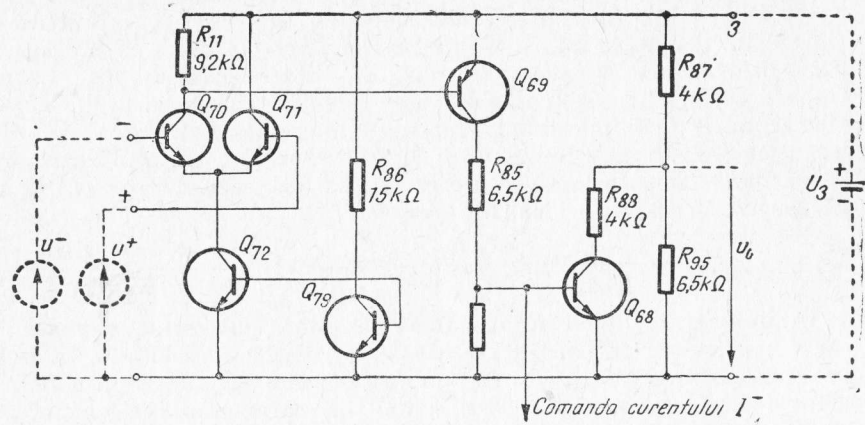 R11
9,2kΩ
Q70
Q71
Q69
3
R87
4kΩ
R86
15kΩ
R85
6,5kΩ
R88
4kΩ
U3
+
-
-
+
u-
u+
Q72
Q79
Q68
R95
6,5kΩ
Comanda curentului I-